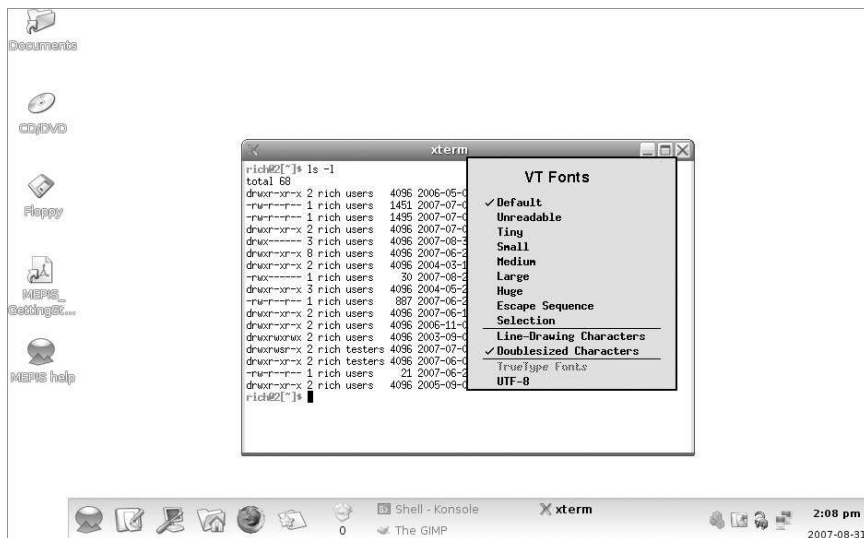 Documents
CD/DVD
Floppy
MEPIS_
GettingSt...
MEPIS help
xterm
rich@2[~]$ ls -l
total 68
drwxr-xr-x 2 rich users 4096 2006-05-0
-rw-r--r-- 1 rich users 1451 2007-07-0
-rw-r--r-- 1 rich users 1495 2007-07-0
drwxr-xr-x 2 rich users 4096 2007-07-0
drwx------ 3 rich users 4096 2007-08-3
drwxr-xr-x 8 rich users 4096 2007-06-2
drwxr-xr-x 2 rich users 4096 2004-03-1
-rwx------ 1 rich users 30 2007-08-2
drwxr-xr-x 3 rich users 4096 2004-05-2
-rw-r--r-- 1 rich users 887 2007-06-2
drwxr-xr-x 2 rich users 4096 2007-06-1
drwxr-xr-x 2 rich users 4096 2006-11-0
drwxrwxrwx 2 rich users 4096 2003-09-0
drwxrwsr-x 2 rich testers 4096 2007-07-0
drwxr-xr-x 2 rich testers 4096 2007-06-0
-rw-r--r-- 1 rich users 21 2007-06-2
drwxr-xr-x 2 rich users 4096 2005-09-0
rich@2[~]$
VT Fonts
Default
Unreadable
Tiny
Small
Medium
Large
Huge
Escape Sequence
Selection
Line-Drawing Characters
Doublesized Characters
TrueType Fonts
UTF-8
0
Shell - Konsole
The GIMP
xterm
2:08 pm
2007-08-31